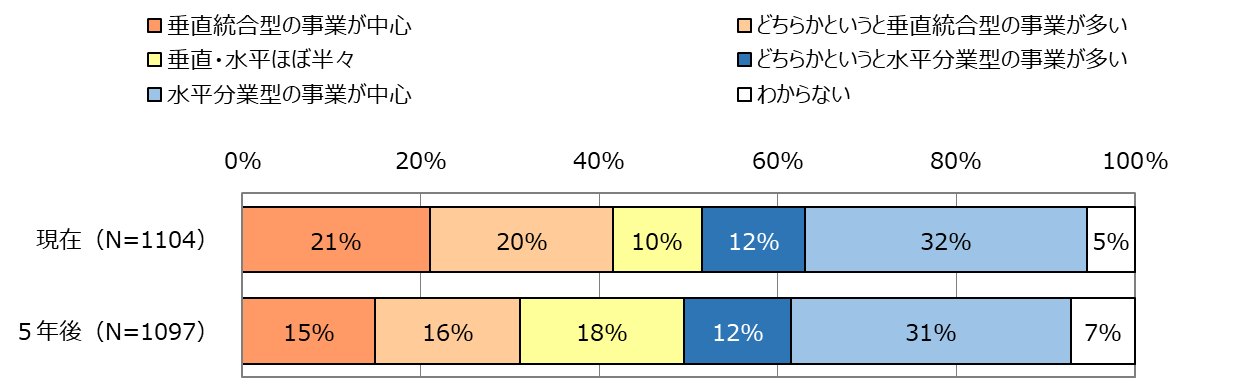 垂直統合型の事業が中心
どちらかというと垂直統合型の事業が多い
垂直・水平ほぼ半々
どちらかというと水平分業型の事業が多い
水平分業型の事業が中心
わからない
0% 20% 40% 60% 80% 100%
現在（N=1104） 21% 20% 10% 12% 32% 5%
５年後（N=1097） 15% 16% 18% 12% 31% 7%